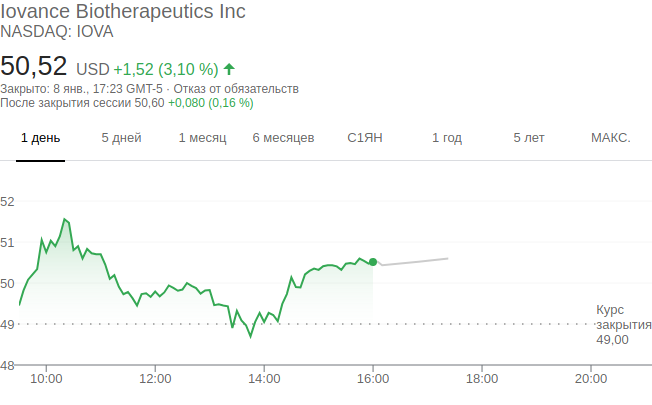 Iovance Biotherapeutics Inc
NASDAQ: IOVA
50,52 USD +1,52 (3,10 %)
Закрыто: 8 янв., 17:23 GMT-5 · Отказ от обязательств
После закрытия сессии 50,60 +0,080 (0,16 %)
1 день 5 дней 1 месяц 6 месяцев С1ЯН 1 год 5 лет МАКС.
52
51
50
49
48
Курс
закрытия
49,00
10:00 12:00 14:00 16:00 18:00 20:00